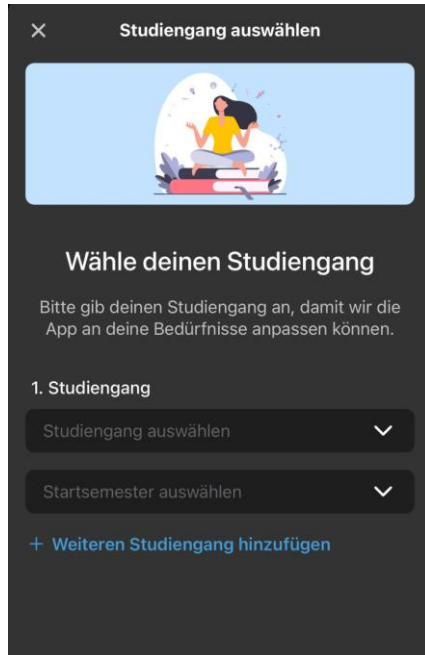 Studiengang auswählen
Wähle deinen Studiengang
Bitte gib deinen Studiengang an, damit wir die
App an deine Bedürfnisse anpassen können.
1. Studiengang
Studiengang auswählen
Startsemester auswählen
+ Weiteren Studiengang hinzufügen